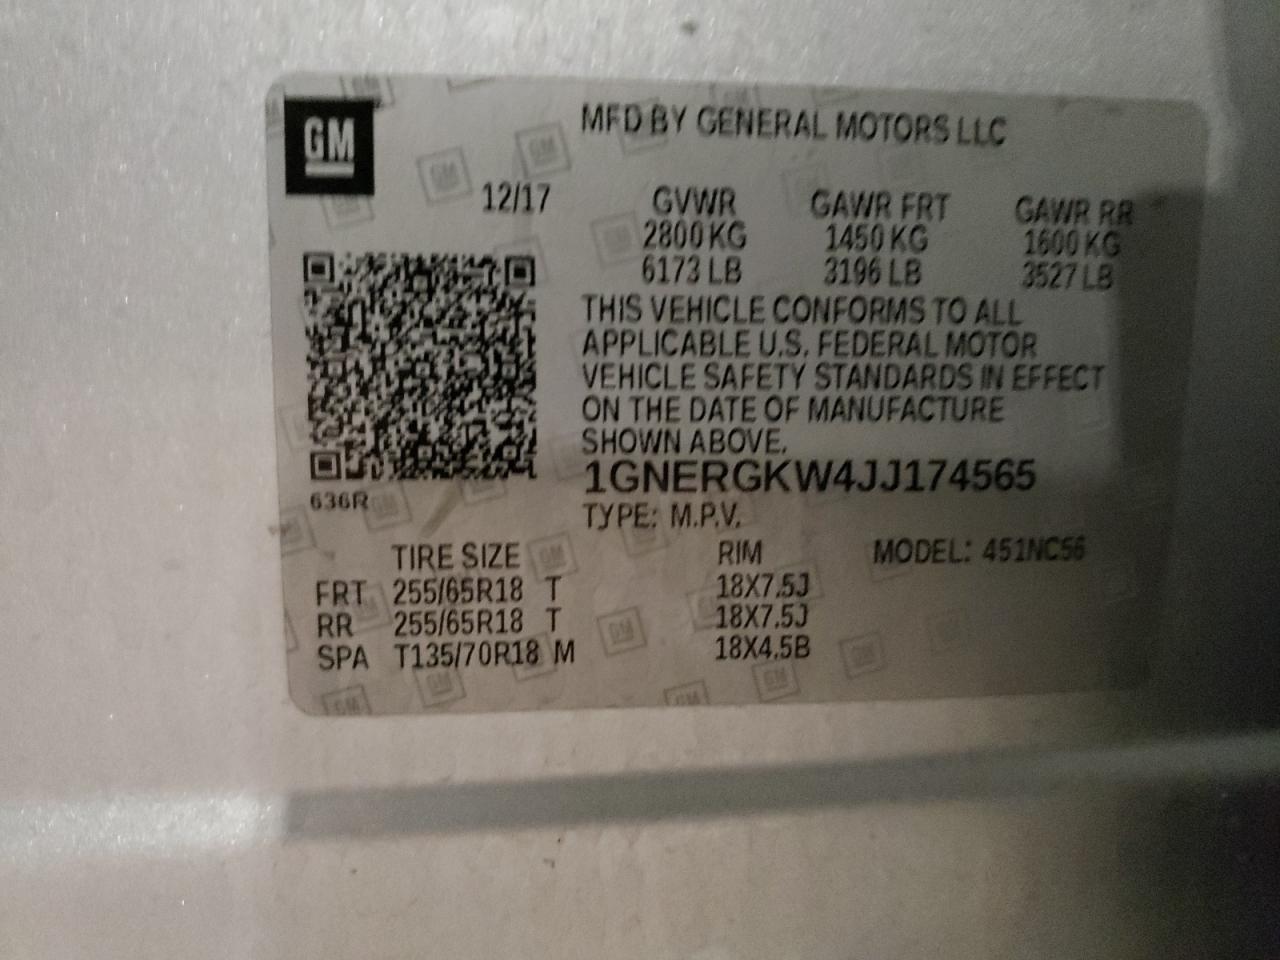 GM
MFD BY GENERAL MOTORS LLC
12/17 GVWR GAWR FRT GAWR RR
2800 KG 1450 KG 1600 KG
6173 LB 3196 LB 3527 LB
THIS VEHICLE CONFORMS TO ALL
APPLICABLE U.S. FEDERAL MOTOR
VEHICLE SAFETY STANDARDS IN EFFECT
ON THE DATE OF MANUFACTURE
SHOWN ABOVE.
1GNERGKW4JJ174565
636R
TYPE: M.P.V.
TIRE SIZE RIM MODEL: 451NC56
FRT 255/65R18 T 18X7.5J
RR 255/65R18 T 18X7.5J
SPA T135/70R18 M 18X4.5B